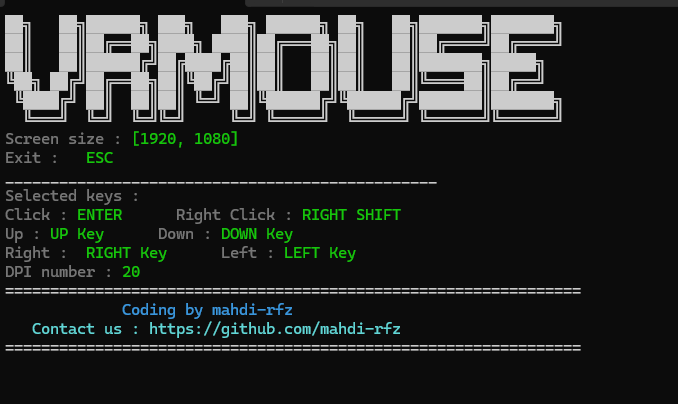 VRMOUSE
Screen size : [1920, 1080]
Exit :   ESC
________________________________________________
Selected keys :
Click : ENTER      Right Click : RIGHT SHIFT
Up : UP Key      Down : DOWN Key
Right :  RIGHT Key      Left : LEFT Key
DPI number : 20
================================================================
Coding by mahdi-rfz
Contact us : https://github.com/mahdi-rfz
================================================================